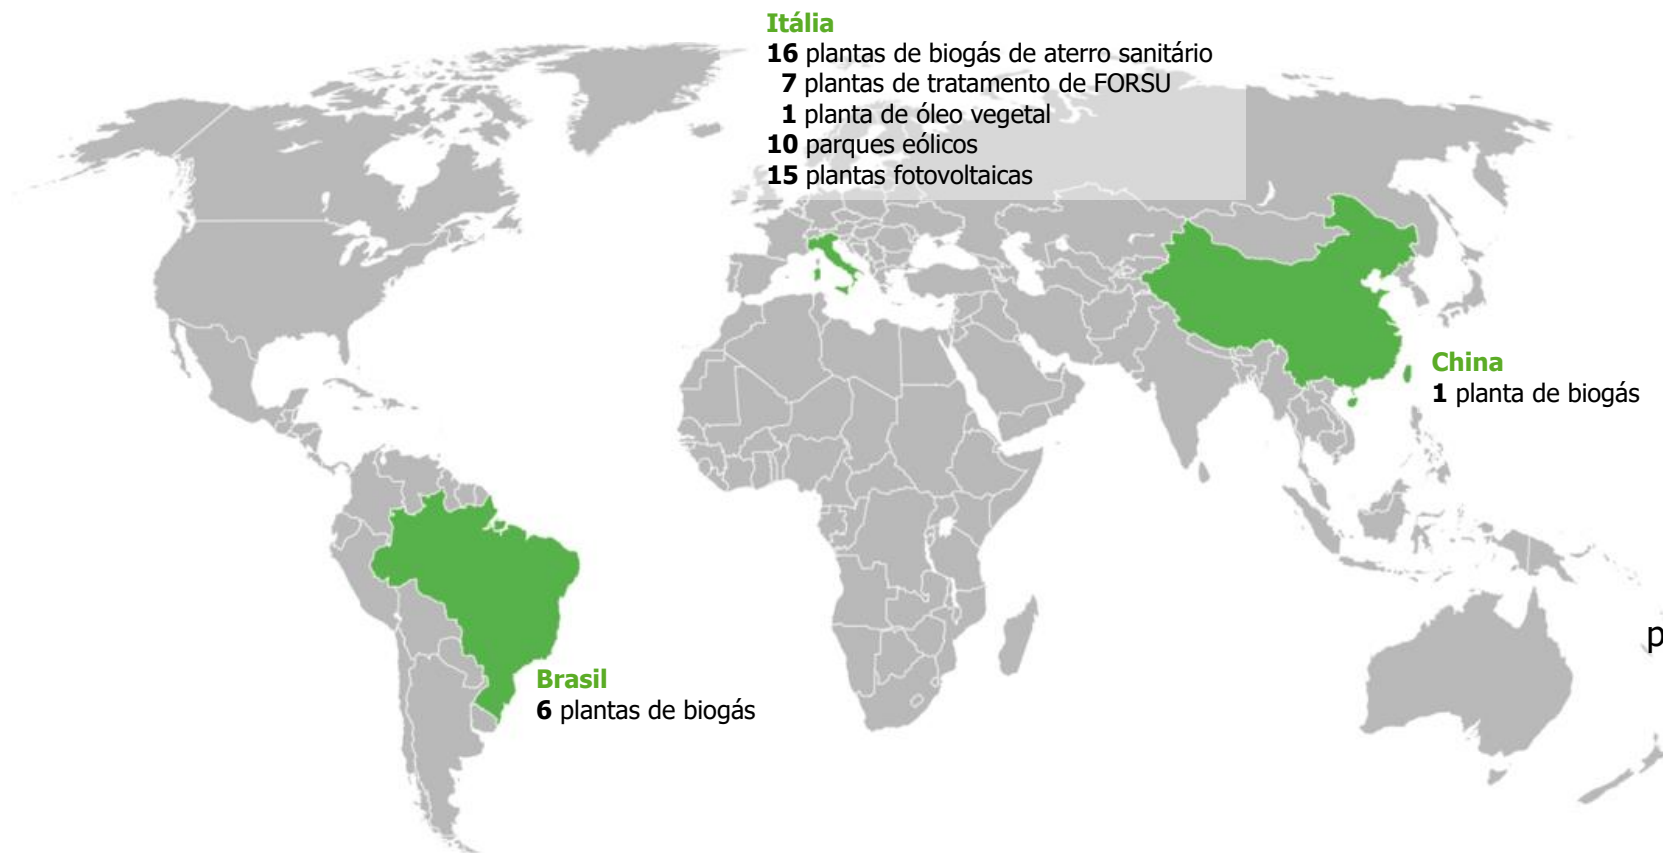 Itália
16 plantas de biogás de aterro sanitário
7 plantas de tratamento de FORSU
1 planta de óleo vegetal
10 parques eólicos
15 plantas fotovoltaicas
China
1 planta de biogás
p
Brasil
6 plantas de biogás